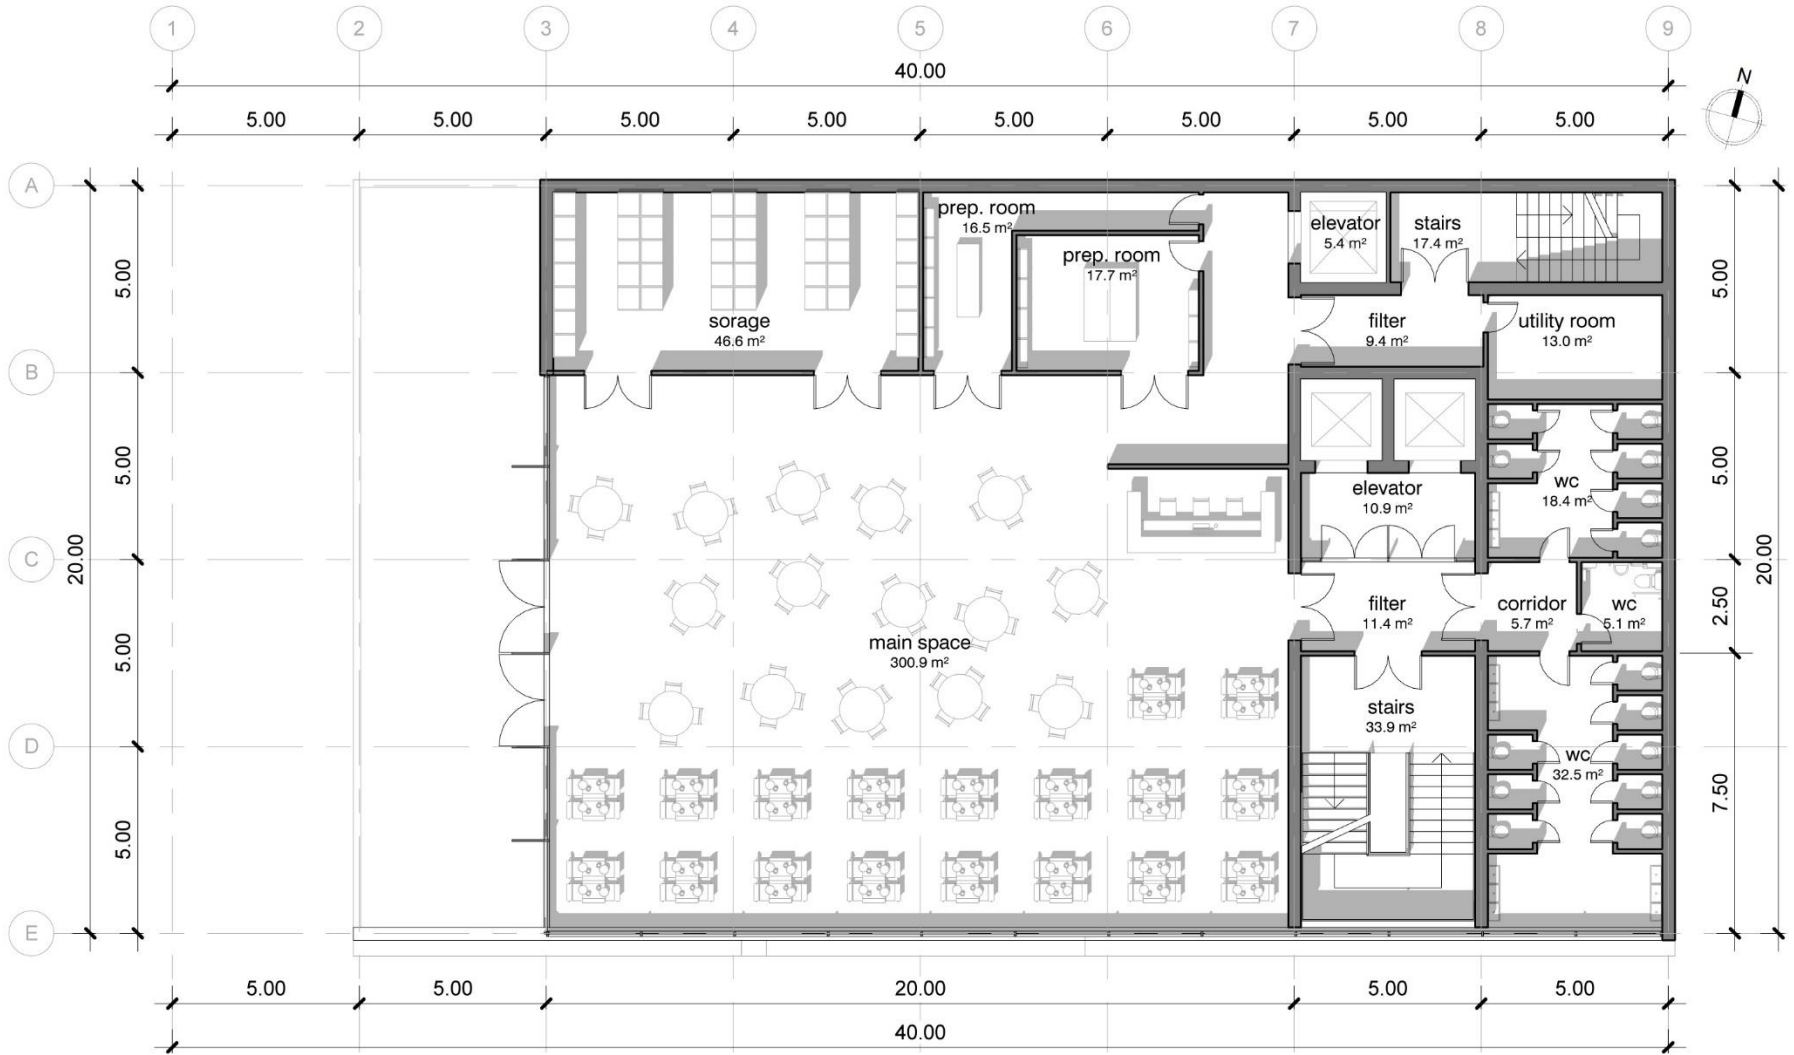 1 2 3 4 5 6 7 8 9
40.00
N
5.00 5.00 5.00 5.00 5.00 5.00 5.00 5.00
A
B
C
D
E
20.00
5.00
5.00
5.00
5.00
sorage
46.6 m²
prep. room
16.5 m²
prep. room
17.7 m²
elevator
5.4 m²
stairs
17.4 m²
filter
9.4 m²
utility room
13.0 m²
elevator
10.9 m²
wc
18.4 m²
main space
300.9 m²
filter
11.4 m²
corridor
5.7 m²
wc
5.1 m²
stairs
33.9 m²
wc
32.5 m²
5.00
5.00
2.50
7.50
20.00
5.00 5.00 20.00 5.00 5.00
40.00